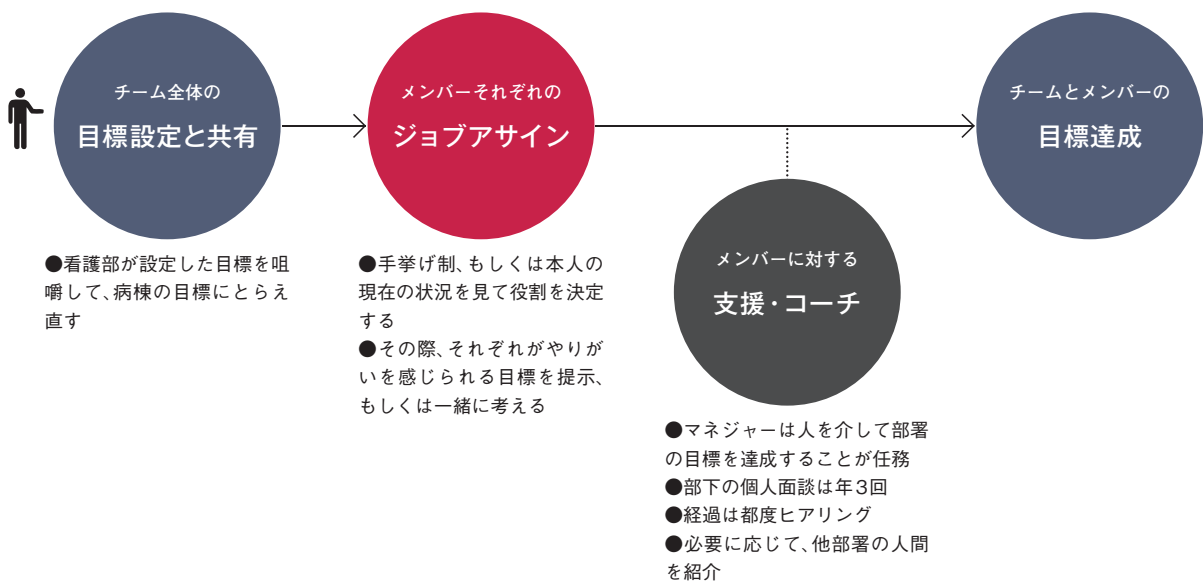 チーム全体の
目標設定と共有
●看護部が設定した目標を咀
嚼して、病棟の目標にとらえ
直す
メンバーそれぞれの
ジョブアサイン
●手挙げ制、もしくは本人の
現在の状況を見て役割を決定
する
●その際、それぞれがやりが
いを感じられる目標を提示、
もしくは一緒に考える
メンバーに対する
支援・コーチ
●マネジャーは人を介して部署
の目標を達成することが任務
●部下の個人面談は年3回
●経過は都度ヒアリング
●必要に応じて、他部署の人間
を紹介
チームとメンバーの
目標達成